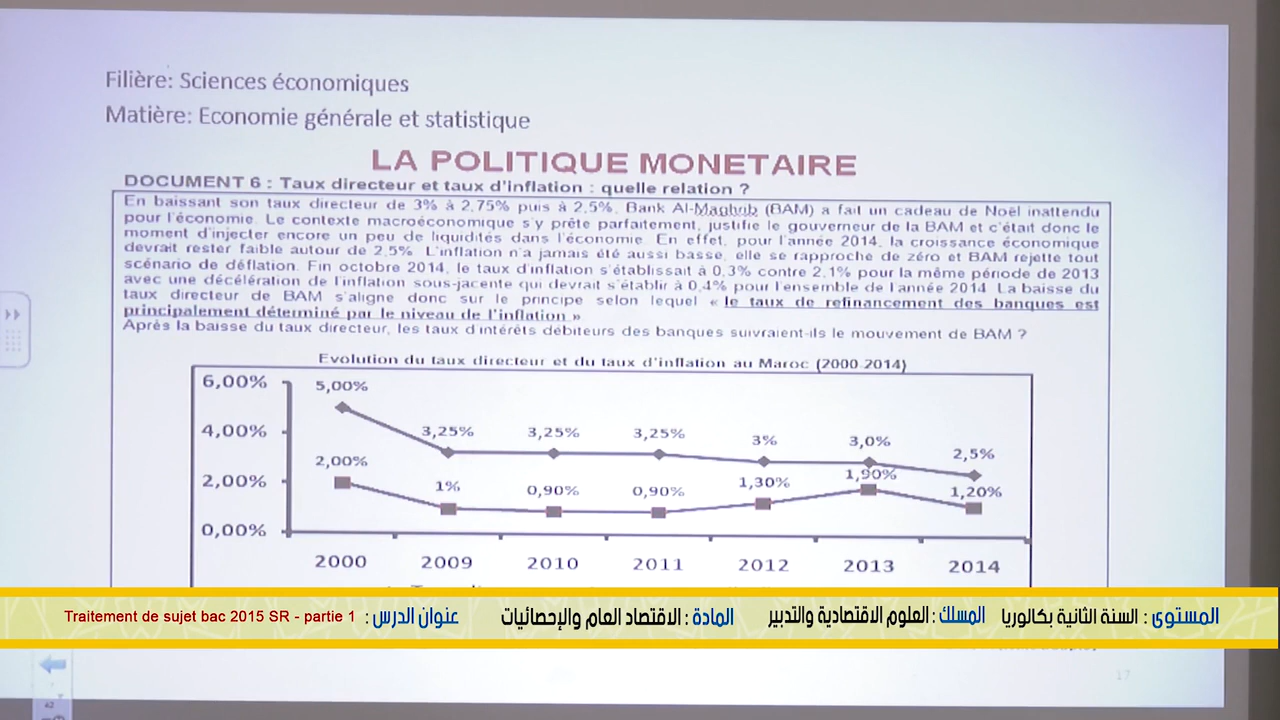 Filière: Sciences économiques
Matière: Economie générale et statistique
LA POLITIQUE MONETAIRE
DOCUMENT 6 : Taux directeur et taux d'inflation : quelle relation ?
En baissant son taux directeur de 3% à 2,75% puis à 2,5%, Bank Al-Maghrib (BAM) a fait un cadeau de Noël inattendu
pour l'économie. Le contexte macroéconomique s'y prête parfaitement, justifie le gouverneur de la BAM et c'était donc le
moment d'injecter encore un peu de liquidités dans l'économie. En effet, pour l'année 2014, la croissance économique
devrait rester faible autour de 2,5%. L'inflation n'a jamais été aussi basse, elle se rapproche de zéro et BAM rejette tout
scénario de déflation. Fin octobre 2014, le taux d'inflation s'établissait à 0,3% contre 2,1% pour la même période de 2013
avec une décélération de l'inflation sous-jacente qui devrait s'établir à 0,4% pour l'ensemble de l'année 2014. La baisse du
taux directeur de BAM s'aligne donc sur le principe selon lequel « le taux de refinancement des banques est
principalement déterminé par le niveau de l'inflation »
Après la baisse du taux directeur, les taux d'intérêts débiteurs des banques suivraient-ils le mouvement de BAM ?
Evolution du taux directeur et du taux d'inflation au Maroc (2000-2014)
6,00% 5,00%
4,00% 3,25% 3,25% 3,25% 3% 3,0% 2,5%
2,00% 2,00% 1% 0,90% 0,90% 1,30% 1,90% 1,20%
0,00%
2000 2009 2010 2011 2012 2013 2014
المستوى : السنة الثانية بكالوريا المسلك : العلوم الاقتصادية والتدبير المادة : الاقتصاد العام والإحصائيات عنوان الدرس : Traitement de sujet bac 2015 SR - partie 1
17
42